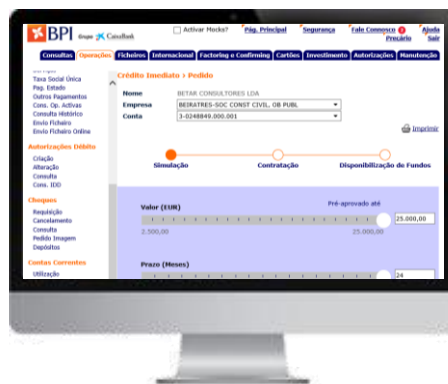 BPI Grupo CaixaBank
Activar Mocks? Pág. Principal Segurança Fale Connosco Ajuda
Preçário Sair
Consultas Operações Ficheiros Internacional Factoring e Confirming Cartões Investimento Autorizações Manutenção
Taxa Social Única
Pag. Estado
Outros Pagamentos
Cons. Op. Activas
Consulta Histórico
Envio Ficheiro
Envio Ficheiro Online
Autorizações Débito
Criação
Alteração
Consulta
Cons. IDD
Cheques
Requisição
Cancelamento
Consulta
Pedido Imagem
Depósitos
Contas Correntes
Utilização
Crédito Imediato > Pedido
Nome BETAR CONSULTORES LDA
Empresa BEIRATRES-SOC CONST CIVIL, OB PUBL
Conta 3-0248849.000.001
Imprimir
Simulação Contratação Disponibilização de Fundos
Valor (EUR) Pré-aprovado até
25.000,00
2.500,00 25.000,00
Prazo (Meses)
24